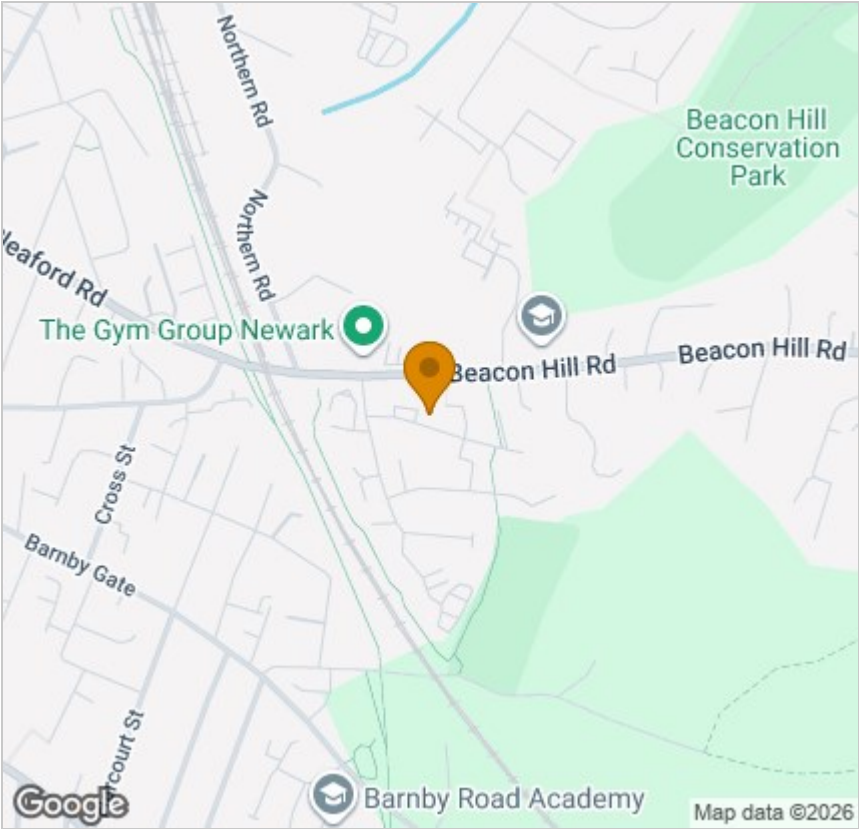 Northern Rd
Beacon Hill
Conservation
Park
Northern Rd
leaford Rd
The Gym Group Newark
Beacon Hill Rd
Beacon Hill Rd
Cross St
Barnby Gate
rcourt St
Barnby Road Academy
Google
Map data ©2026